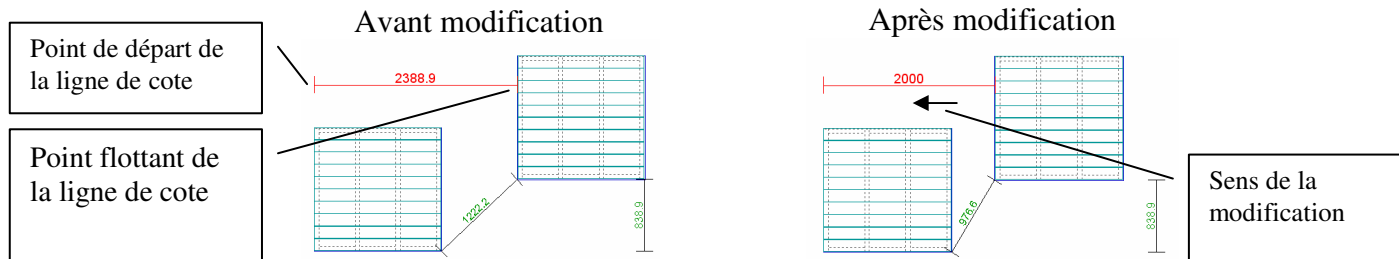 Avant modification
Point de départ de
la ligne de cote
2388.9
Point flottant de
la ligne de cote
1222.2
838.9
Après modification
2000
976.6
838.9
Sens de la
modification